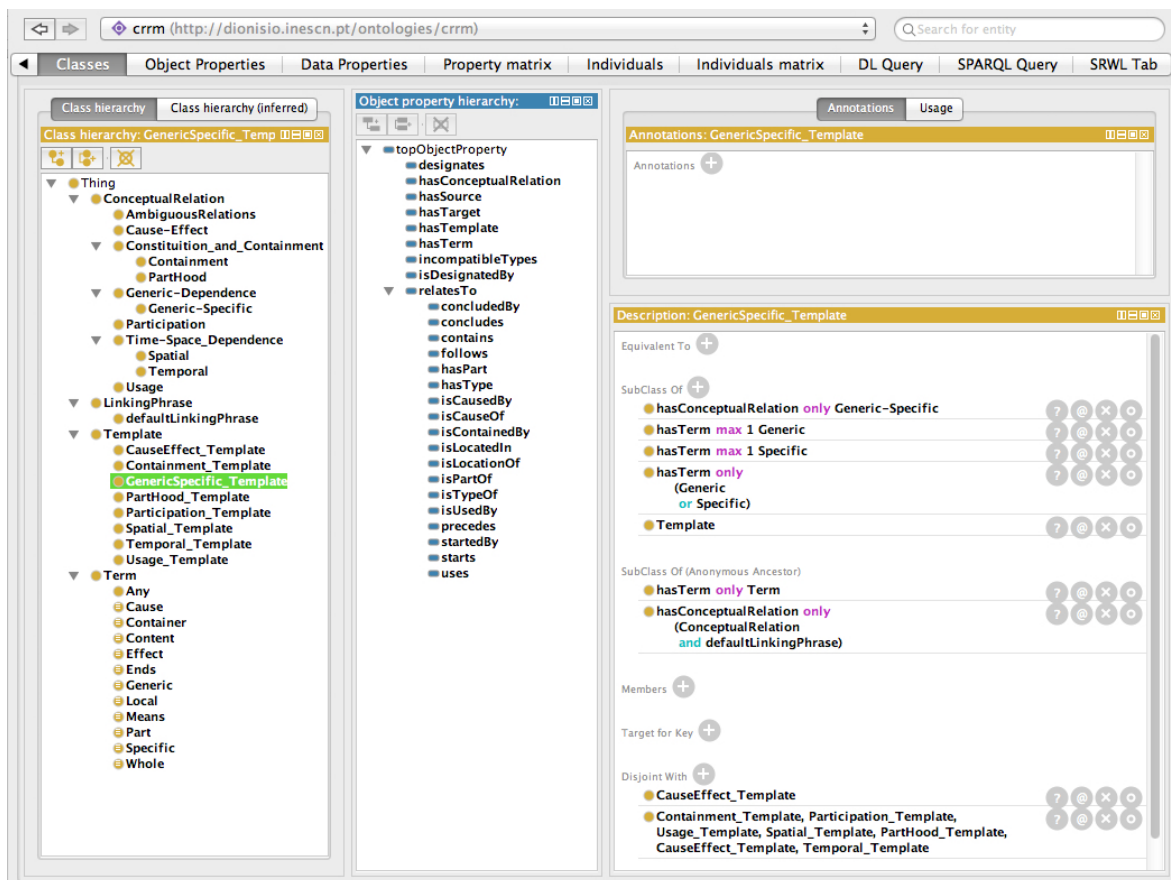 crrm (http://dionisio.inescn.pt/ontologies/crrm)
Search for entity
Classes
Object Properties
Data Properties
Property matrix
Individuals
Individuals matrix
DL Query
SPARQL Query
SRWL Tab
Class hierarchy
Class hierarchy (inferred)
Class hierarchy: GenericSpecific_Temp
Thing
ConceptualRelation
AmbiguousRelations
Cause-Effect
Constituition_and_Containment
Containment
PartHood
Generic-Dependence
Generic-Specific
Participation
Time-Space_Dependence
Spatial
Temporal
Usage
LinkingPhrase
defaultLinkingPhrase
Template
CauseEffect_Template
Containment_Template
GenericSpecific_Template
PartHood_Template
Participation_Template
Spatial_Template
Temporal_Template
Usage_Template
Term
Any
Cause
Container
Content
Effect
Ends
Generic
Local
Means
Part
Specific
Whole
Object property hierarchy:
topObjectProperty
designates
hasConceptualRelation
hasSource
hasTarget
hasTemplate
hasTerm
incompatibleTypes
isDesignatedBy
relatesTo
concludedBy
concludes
contains
follows
hasPart
hasType
isCausedBy
isCauseOf
isContainedBy
isLocatedIn
isLocationOf
isPartOf
isTypeOf
isUsedBy
precedes
startedBy
starts
uses
Annotations
Usage
Annotations: GenericSpecific_Template
Annotations
Description: GenericSpecific_Template
Equivalent To
SubClass Of
hasConceptualRelation only Generic-Specific
hasTerm max 1 Generic
hasTerm max 1 Specific
hasTerm only
(Generic
or Specific)
Template
SubClass Of (Anonymous Ancestor)
hasTerm only Term
hasConceptualRelation only
(ConceptualRelation
and defaultLinkingPhrase)
Members
Target for Key
Disjoint With
CauseEffect_Template
Containment_Template, Participation_Template,
Usage_Template, Spatial_Template, PartHood_Template,
CauseEffect_Template, Temporal_Template